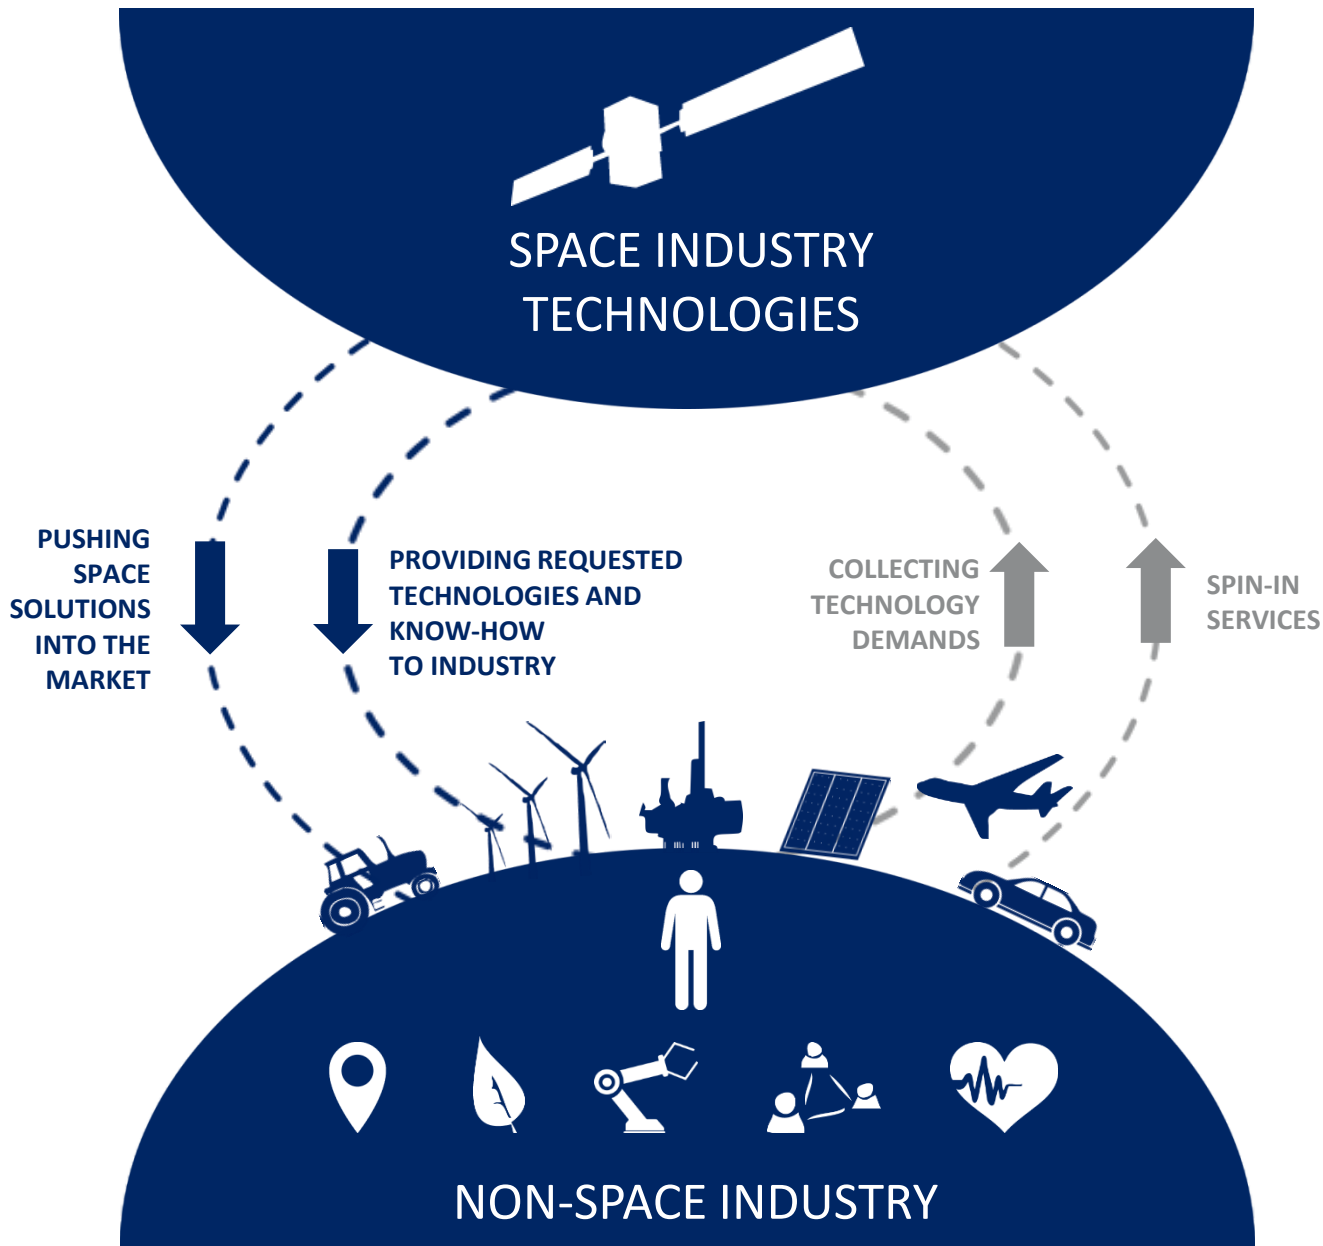 SPACE INDUSTRY
TECHNOLOGIES
PUSHING
SPACE
SOLUTIONS
INTO THE
MARKET
PROVIDING REQUESTED
TECHNOLOGIES AND
KNOW-HOW
TO INDUSTRY
COLLECTING
TECHNOLOGY
DEMANDS
SPIN-IN
SERVICES
NON-SPACE INDUSTRY